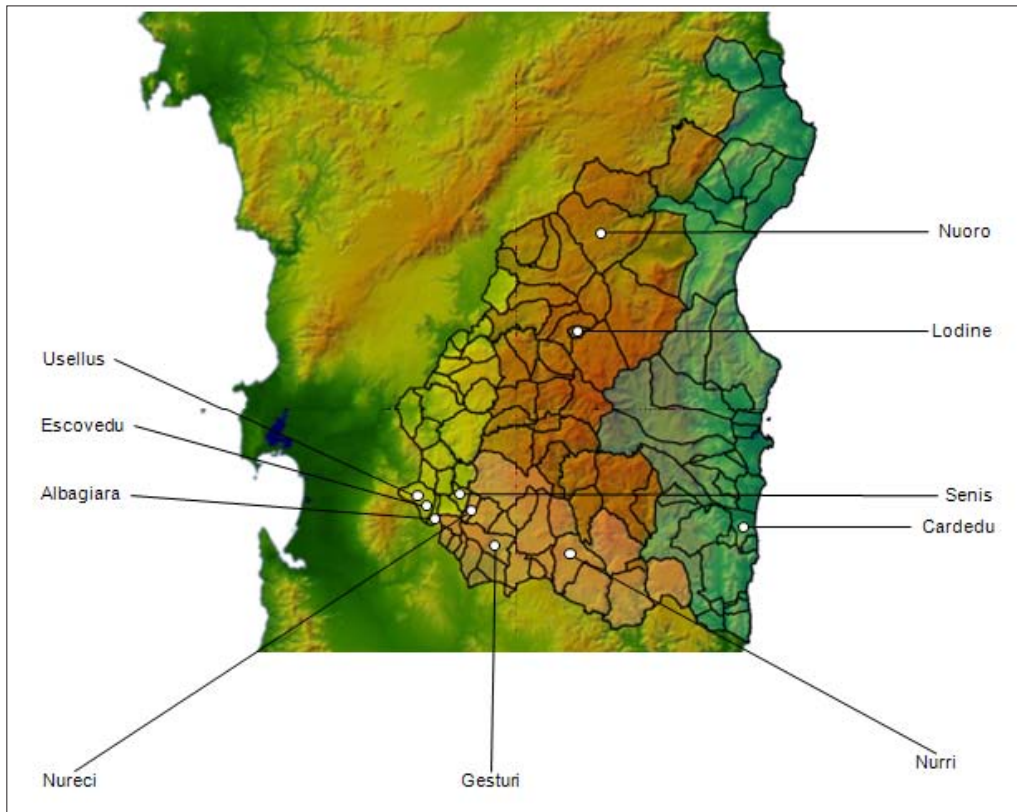 Nuoro
Lodine
Usellus
Escovedu
Albagiara
Senis
Cardedu
Nureci
Gesturi
Nurri